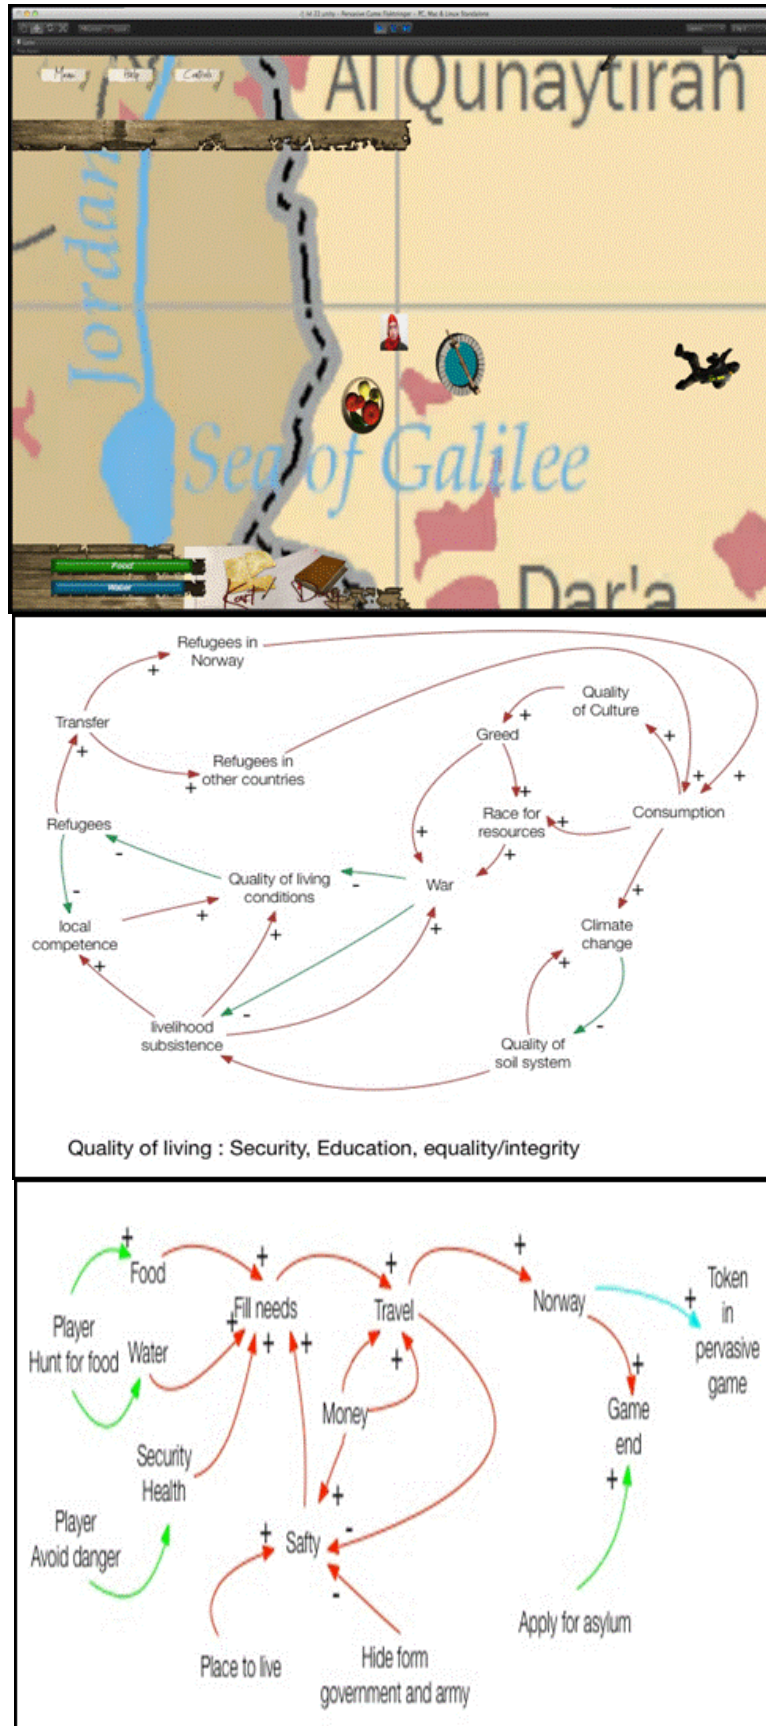 Menu
Help
Controls
Al Qunaytirah
Jordan
Sea of Galilee
Dar'a
Food
Water
Kart
Refugees in
Norway
+
Transfer
+
Refugees in
other countries
+
Quality
of Culture
+
Greed
+
+
+
Consumption
+
Race for
resources
+
+
+
Refugees
-
Quality of living
conditions
-
War
+
-
local
competence
+
+
+
+
Climate
change
+
+
livelihood
subsistence
-
Quality of
soil system
-
Quality of living : Security, Education, equality/integrity
+
Food
+
+
+
Norway
+
Token
in
pervasive
game
Player
Hunt for food
Water
Fill needs
+
+
+
Travel
+
+
Money
Game
end
+
Security
Health
Player
Avoid danger
+
Safty
+
-
-
Place to live
Hide form
government and army
Apply for asylum